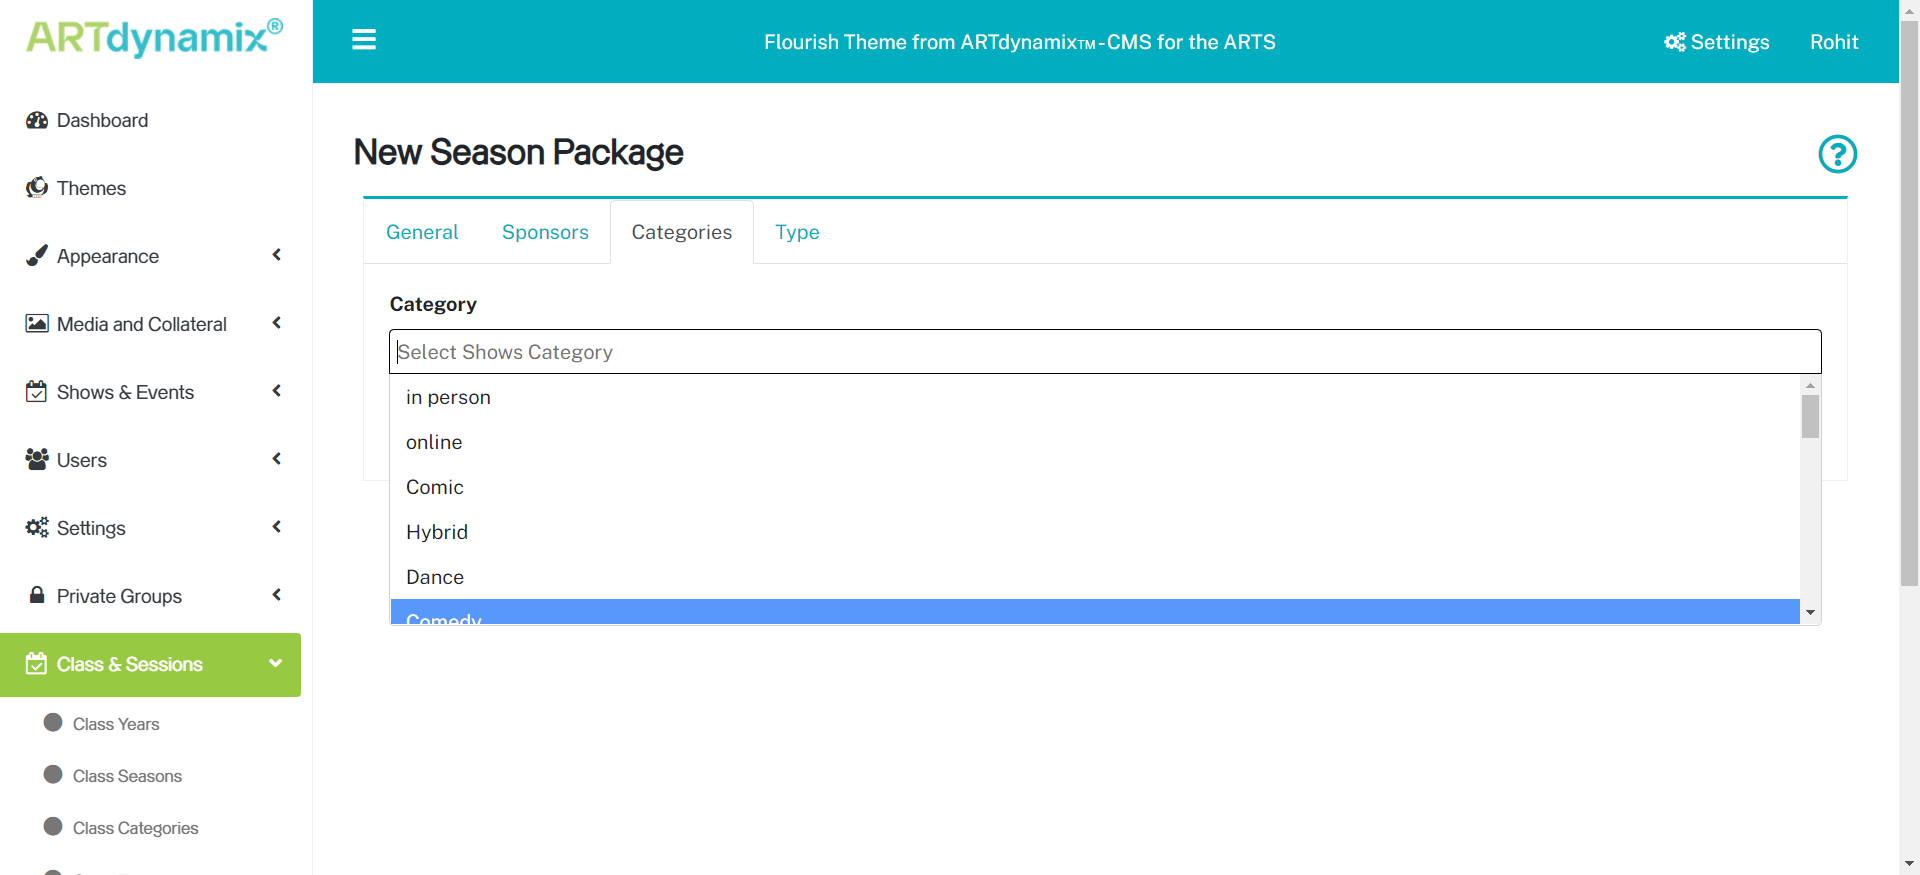 ARTdynamix®
Flourish Theme from ARTdynamix™ - CMS for the ARTS
Settings
Rohit
Dashboard
Themes
Appearance
Media and Collateral
Shows & Events
Users
Settings
Private Groups
Class & Sessions
Class Years
Class Seasons
Class Categories
New Season Package
General
Sponsors
Categories
Type
Category
Select Shows Category
in person
online
Comic
Hybrid
Dance
Comedy